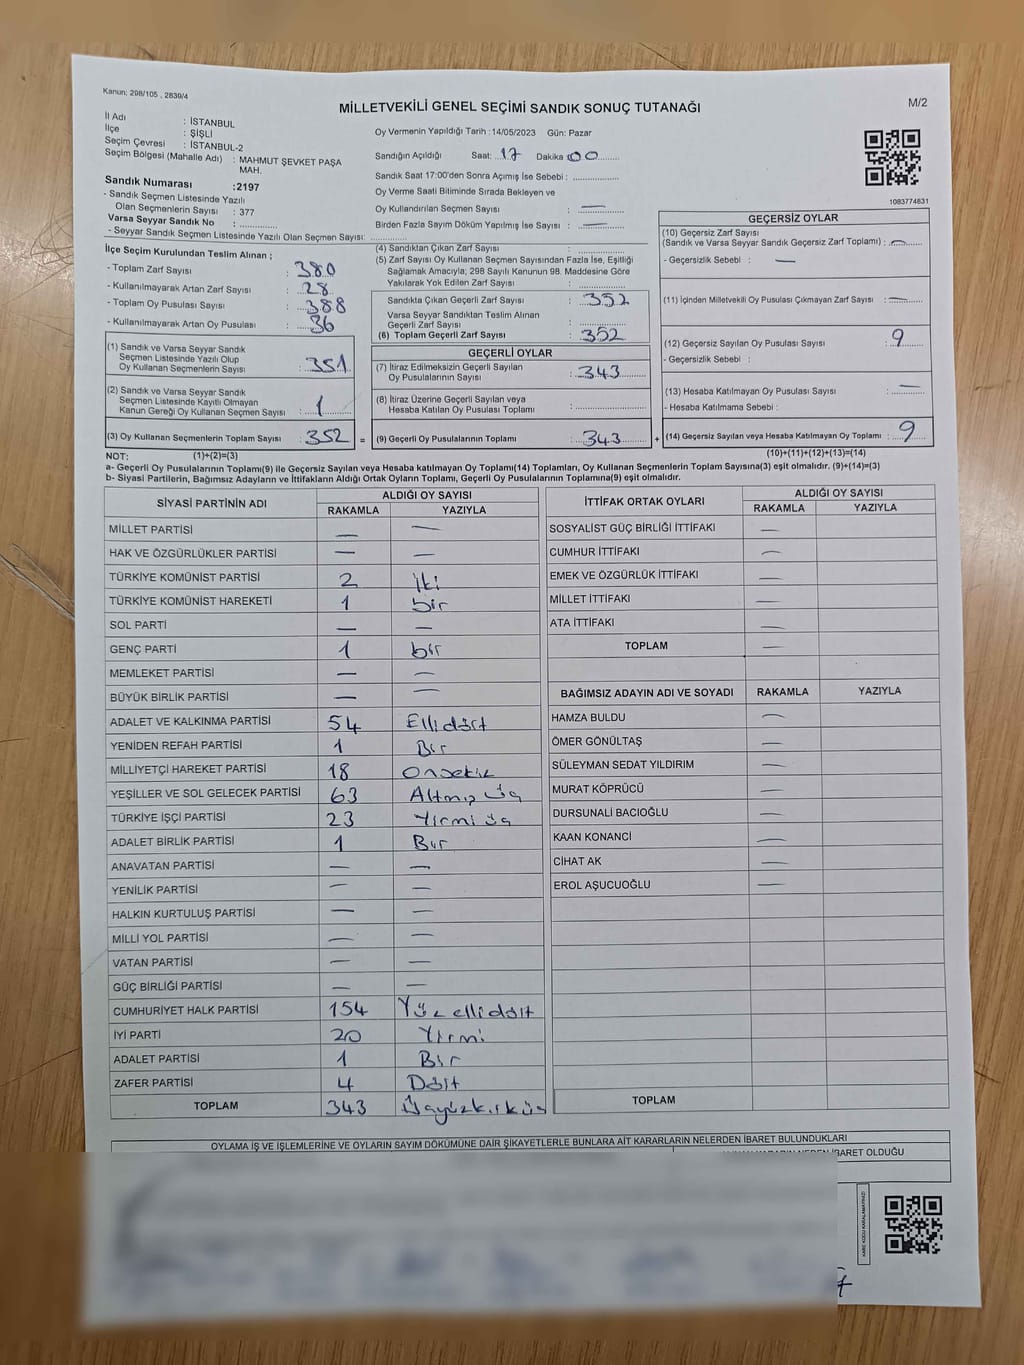 Kanun: 298/105 , 2839/4
MİLLETVEKİLİ GENEL SEÇİMİ SANDIK SONUÇ TUTANAĞI
M/2
İl Adı : İSTANBUL
İlçe : ŞİŞLİ
Seçim Çevresi : İSTANBUL-2
Seçim Bölgesi (Mahalle Adı) : MAHMUT ŞEVKET PAŞA
MAH.
Sandık Numarası :2197
- Sandık Seçmen Listesinde Yazılı
Olan Seçmenlerin Sayısı : 377
Varsa Seyyar Sandık No :
- Seyyar Sandık Seçmen Listesinde Yazılı Olan Seçmen Sayısı:
Oy Vermenin Yapıldığı Tarih :14/05/2023 Gün: Pazar
Sandığın Açıldığı Saat: 17 Dakika 00
Sandık Saat 17:00'den Sonra Açımış İse Sebebi :
Oy Verme Saati Bitiminde Sırada Bekleyen ve
Oy Kullandırılan Seçmen Sayısı : —
Birden Fazla Sayım Döküm Yapılmış İse Sayısı : —
1083774831
İlçe Seçim Kurulundan Teslim Alınan ;
- Toplam Zarf Sayısı : 380
- Kullanılmayarak Artan Zarf Sayısı : 28
- Toplam Oy Pusulası Sayısı : 388
- Kullanılmayarak Artan Oy Pusulası : 36
(1) Sandık ve Varsa Seyyar Sandık
Seçmen Listesinde Yazılı Olup
Oy Kullanan Seçmenlerin Sayısı : 351
(2) Sandık ve Varsa Seyyar Sandık
Seçmen Listesinde Kayıtlı Olmayan
Kanun Gereği Oy Kullanan Seçmen Sayısı : 1
(3) Oy Kullanan Seçmenlerin Toplam Sayısı : 352 =
(4) Sandıktan Çıkan Zarf Sayısı :
(5) Zarf Sayısı Oy Kullanan Seçmen Sayısından Fazla İse, Eşitliği
Sağlamak Amacıyla, 298 Sayılı Kanunun 98. Maddesine Göre
Yakılarak Yok Edilen Zarf Sayısı :
Sandıkta Çıkan Geçerli Zarf Sayısı : 352
Varsa Seyyar Sandıktan Teslim Alınan
Geçerli Zarf Sayısı :
(6) Toplam Geçerli Zarf Sayısı : 352
GEÇERLİ OYLAR
(7) İtiraz Edilmeksizin Geçerli Sayılan
Oy Pusulalarının Sayısı : 343
(8) İtiraz Üzerine Geçerli Sayılan veya
Hesaba Katılan Oy Pusulası Toplamı :
(9) Geçerli Oy Pusulalarının Toplamı : 343 +
GEÇERSİZ OYLAR
(10) Geçersiz Zarf Sayısı
(Sandık ve Varsa Seyyar Sandık Geçersiz Zarf Toplamı) : —
- Geçersizlik Sebebi : —
(11) İçinden Milletvekili Oy Pusulası Çıkmayan Zarf Sayısı : —
(12) Geçersiz Sayılan Oy Pusulası Sayısı : 9
- Geçersizlik Sebebi :
(13) Hesaba Katılmayan Oy Pusulası Sayısı : —
- Hesaba Katılmama Sebebi :
(14) Geçersiz Sayılan veya Hesaba Katılmayan Oy Toplamı : 9
NOT: (1)+(2)=(3) (10)+(11)+(12)+(13)=(14)
a- Geçerli Oy Pusulalarının Toplamı(9) ile Geçersiz Sayılan veya Hesaba katılmayan Oy Toplamı(14) Toplamları, Oy Kullanan Seçmenlerin Toplam Sayısına(3) eşit olmalıdır. (9)+(14)=(3)
b- Siyasi Partilerin, Bağımsız Adayların ve İttifakların Aldığı Ortak Oyların Toplamı, Geçerli Oy Pusulalarının Toplamına(9) eşit olmalıdır.
SİYASİ PARTİNİN ADI ALDIĞI OY SAYISI
RAKAMLA YAZIYLA
MİLLET PARTİSİ — —
HAK VE ÖZGÜRLÜKLER PARTİSİ — —
TÜRKİYE KOMÜNİST PARTİSİ 2 iki
TÜRKİYE KOMÜNİST HAREKETİ 1 bir
SOL PARTİ — —
GENÇ PARTİ 1 bir
MEMLEKET PARTİSİ — —
BÜYÜK BİRLİK PARTİSİ — —
ADALET VE KALKINMA PARTİSİ 54 Ellidört
YENİDEN REFAH PARTİSİ 1 Bir
MİLLİYETÇİ HAREKET PARTİSİ 18 onsekiz
YEŞİLLER VE SOL GELECEK PARTİSİ 63 Altmış üç
TÜRKİYE İŞÇİ PARTİSİ 23 Yirmi üç
ADALET BİRLİK PARTİSİ 1 Bir
ANAVATAN PARTİSİ — —
YENİLİK PARTİSİ — —
HALKIN KURTULUŞ PARTİSİ — —
MİLLİ YOL PARTİSİ — —
VATAN PARTİSİ — —
GÜÇ BİRLİĞİ PARTİSİ — —
CUMHURİYET HALK PARTİSİ 154 Yüz ellidört
İYİ PARTİ 20 Yirmi
ADALET PARTİSİ 1 Bir
ZAFER PARTİSİ 4 Dört
TOPLAM 343 Üçyüzkırküç
İTTİFAK ORTAK OYLARI ALDIĞI OY SAYISI
RAKAMLA YAZIYLA
SOSYALİST GÜÇ BİRLİĞİ İTTİFAKI —
CUMHUR İTTİFAKI —
EMEK VE ÖZGÜRLÜK İTTİFAKI —
MİLLET İTTİFAKI —
ATA İTTİFAKI —
TOPLAM —
BAĞIMSIZ ADAYIN ADI VE SOYADI RAKAMLA YAZIYLA
HAMZA BULDU —
ÖMER GÖNÜLTAŞ —
SÜLEYMAN SEDAT YILDIRIM —
MURAT KÖPRÜCÜ —
DURSUNALİ BACIOĞLU —
KAAN KONANCİ —
CİHAT AK —
EROL AŞUCUOĞLU —
TOPLAM
OYLAMA İŞ VE İŞLEMLERİNE VE OYLARIN SAYIM DÖKÜMÜNE DAİR ŞİKAYETLERLE BUNLARA AİT KARARLARIN NELERDEN İBARET BULUNDUKLARI
İBARET OLDUĞU
KARE KODU KARALAMAYINIZ!